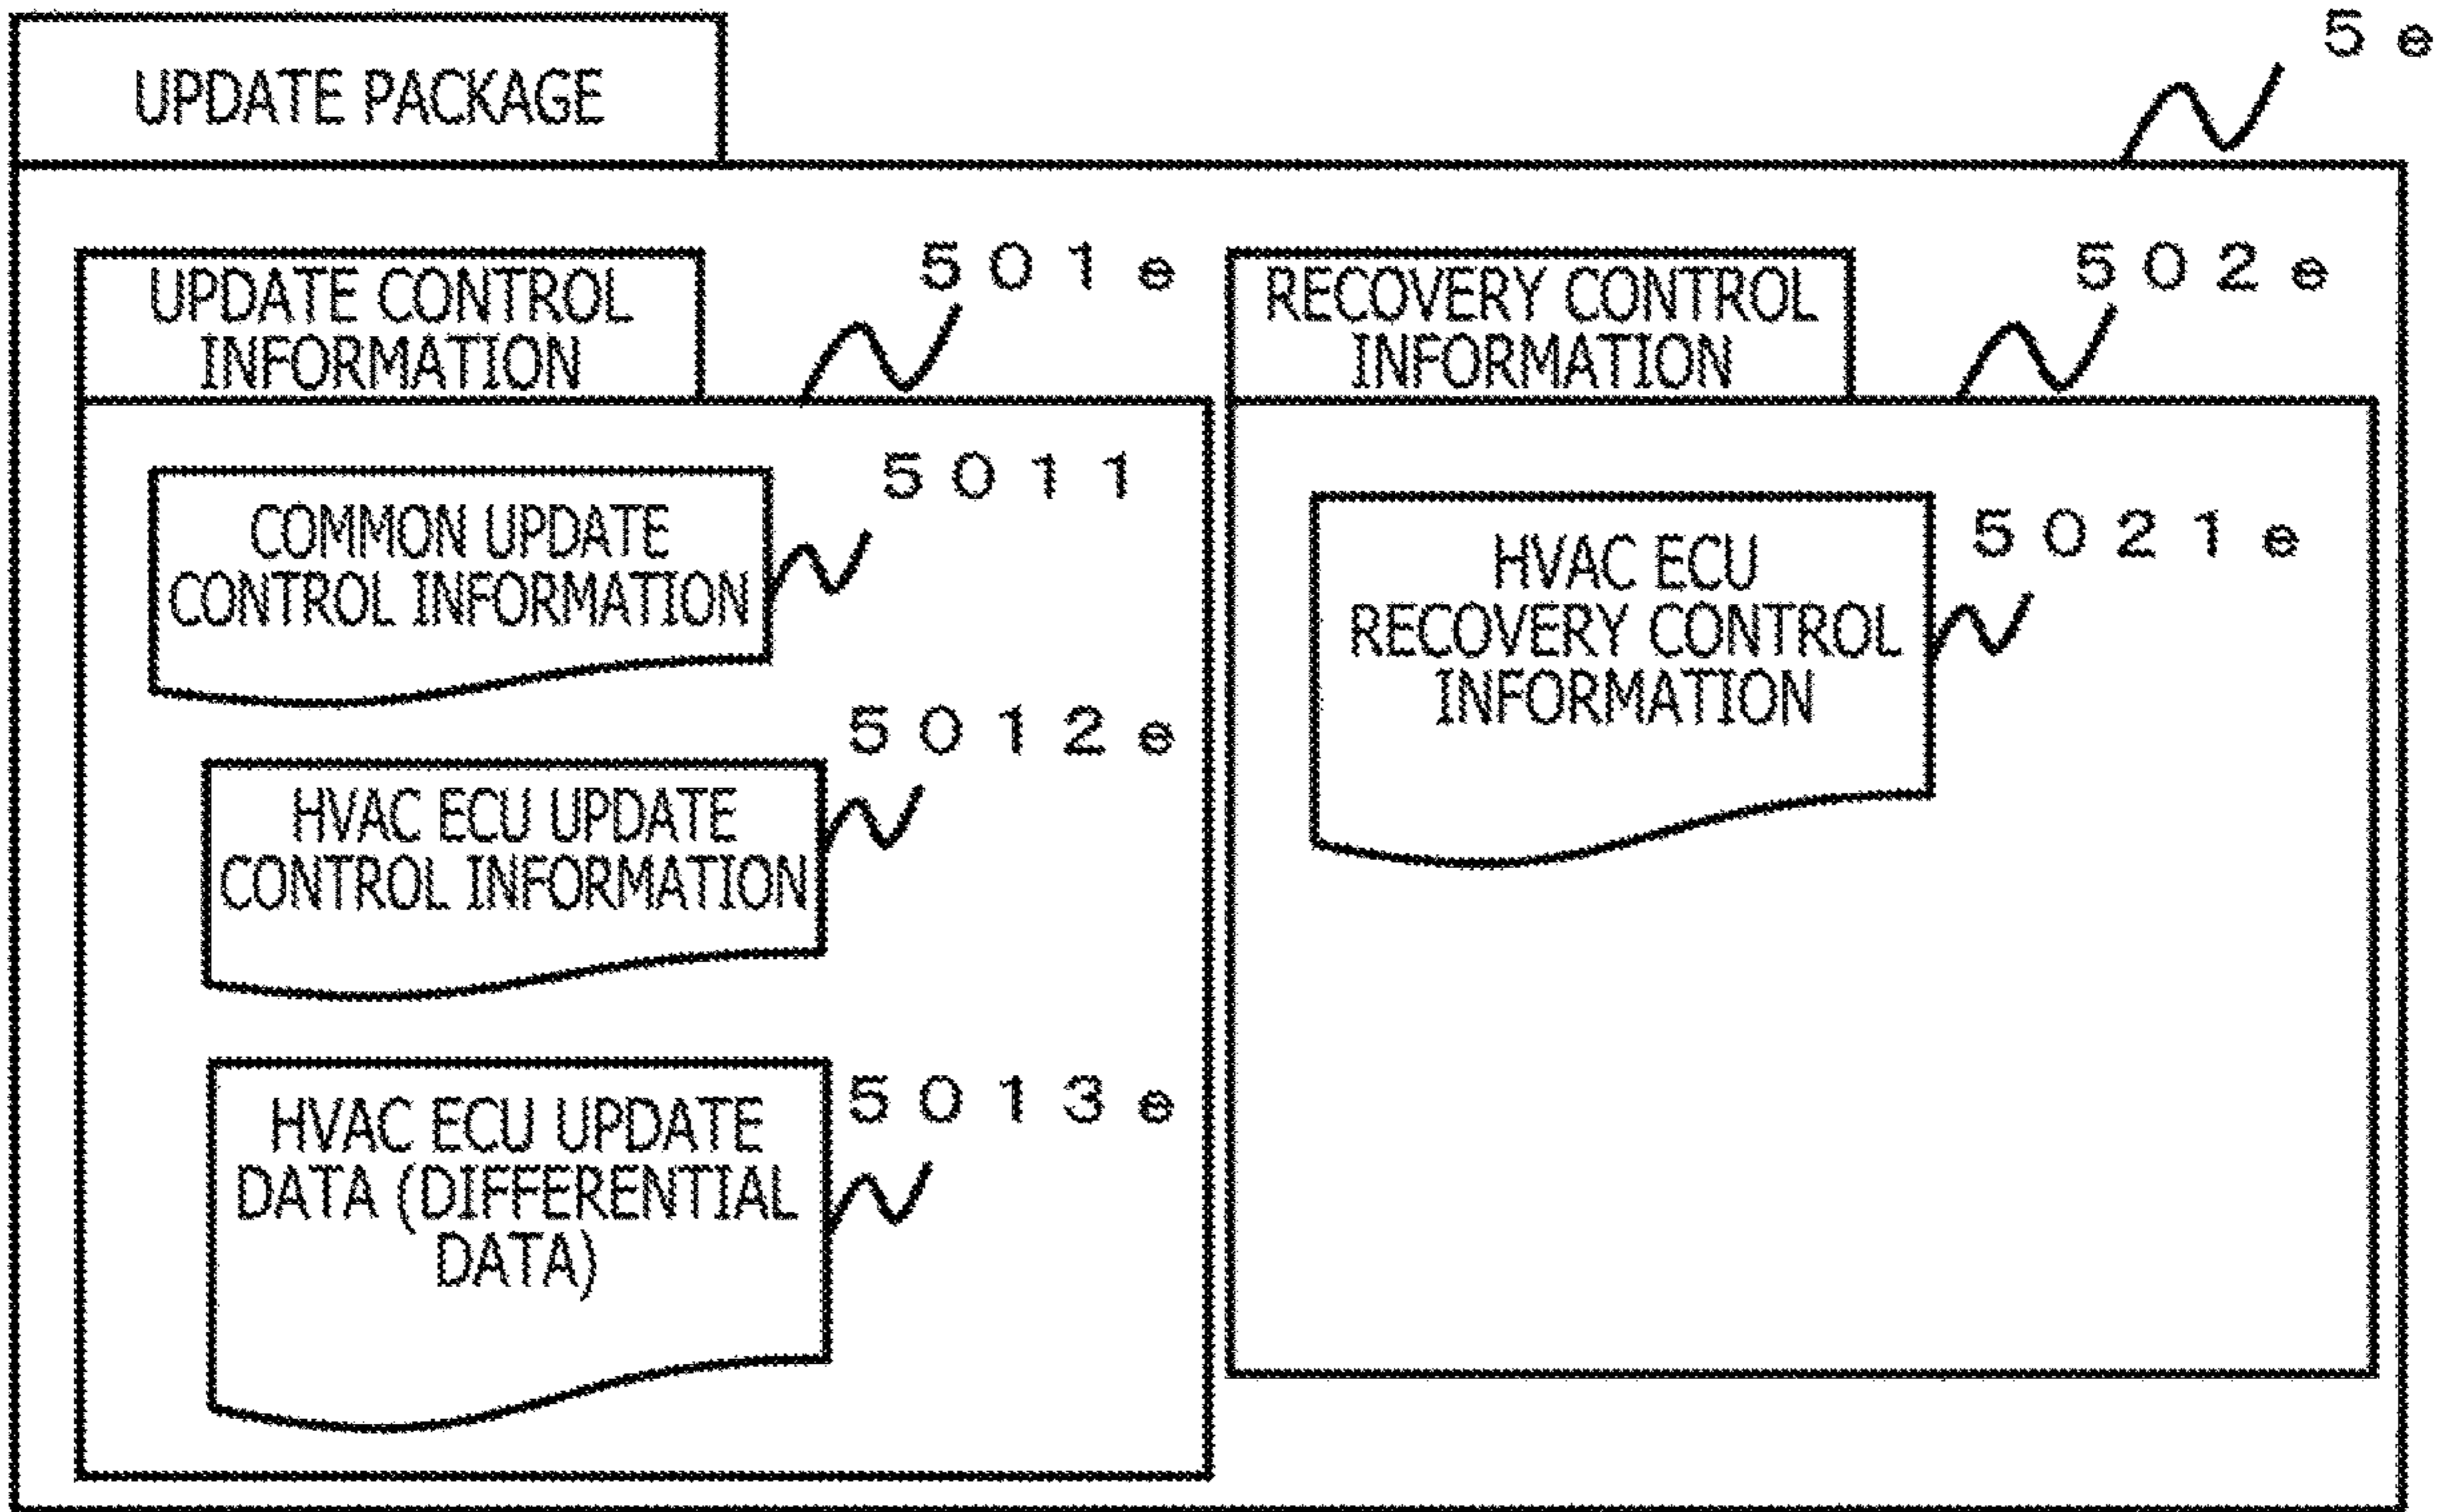 5e
UPDATE PACKAGE
501e
UPDATE CONTROL
INFORMATION
5011
COMMON UPDATE
CONTROL INFORMATION
5012e
HVAC ECU UPDATE
CONTROL INFORMATION
5013e
HVAC ECU UPDATE
DATA (DIFFERENTIAL
DATA)
502e
RECOVERY CONTROL
INFORMATION
5021e
HVAC ECU
RECOVERY CONTROL
INFORMATION